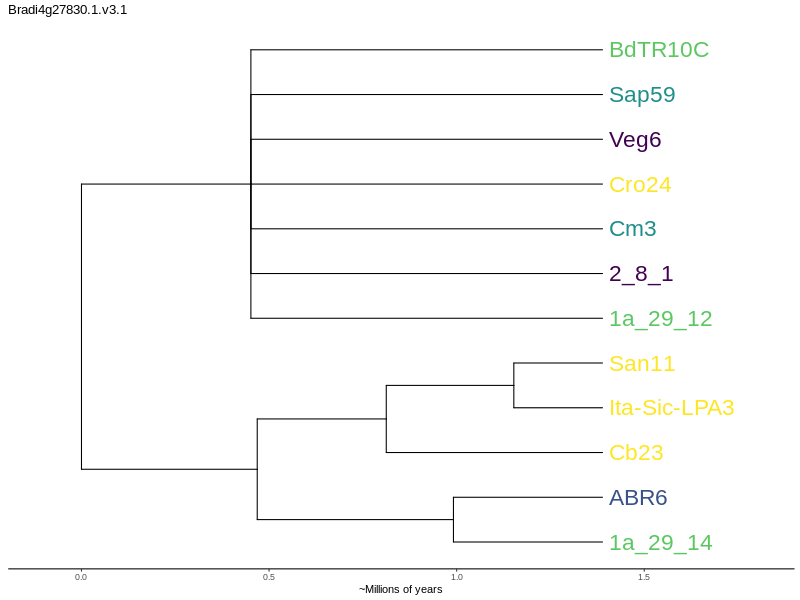 Bradi4g27830.1.v3.1
BdTR10C
Sap59
Veg6
Cro24
Cm3
2_8_1
1a_29_12
San11
Ita-Sic-LPA3
Cb23
ABR6
1a_29_14
0.0 0.5 1.0 1.5
~Millions of years